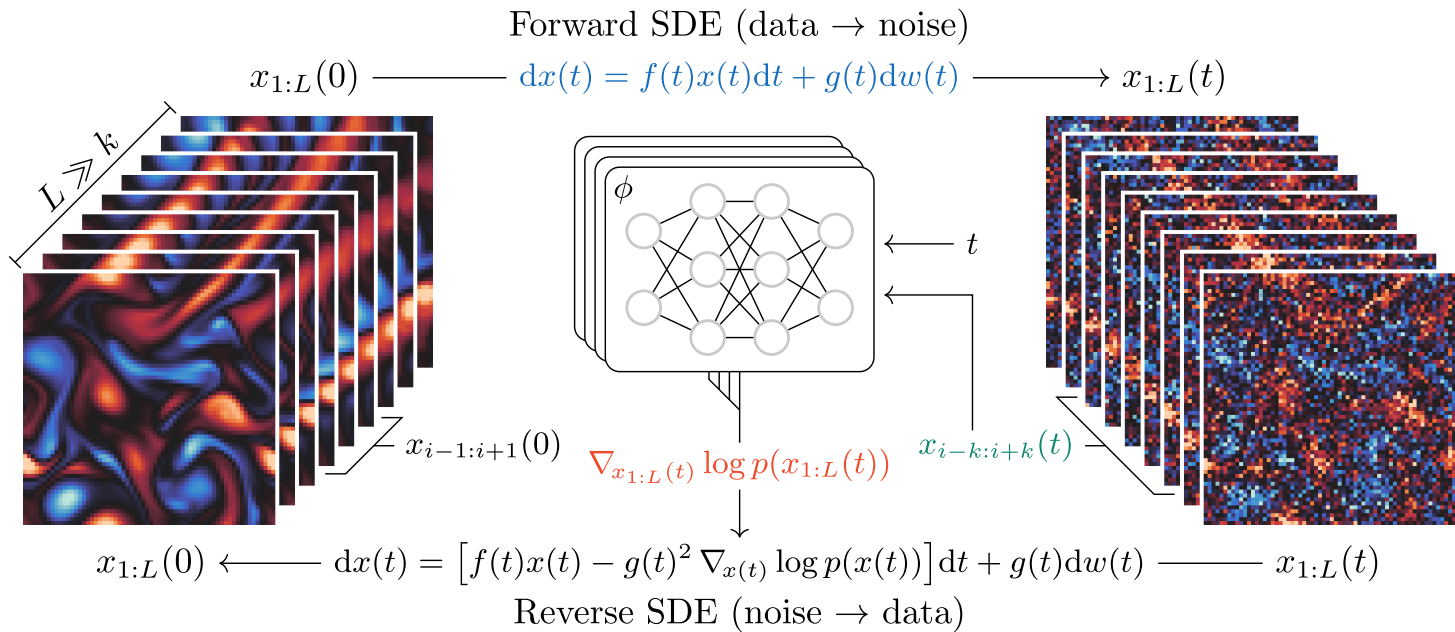 Forward SDE (data → noise)
x_{1:L}(0) dx(t) = f(t)x(t)dt + g(t)dw(t) x_{1:L}(t)
L ≫ k
ϕ
t
x_{i−1:i+1}(0)
x_{i−k:i+k}(t)
∇_{x_{1:L}(t)} log p(x_{1:L}(t))
x_{1:L}(0) dx(t) = [f(t)x(t) − g(t)² ∇_{x(t)} log p(x(t))]dt + g(t)dw(t) x_{1:L}(t)
Reverse SDE (noise → data)